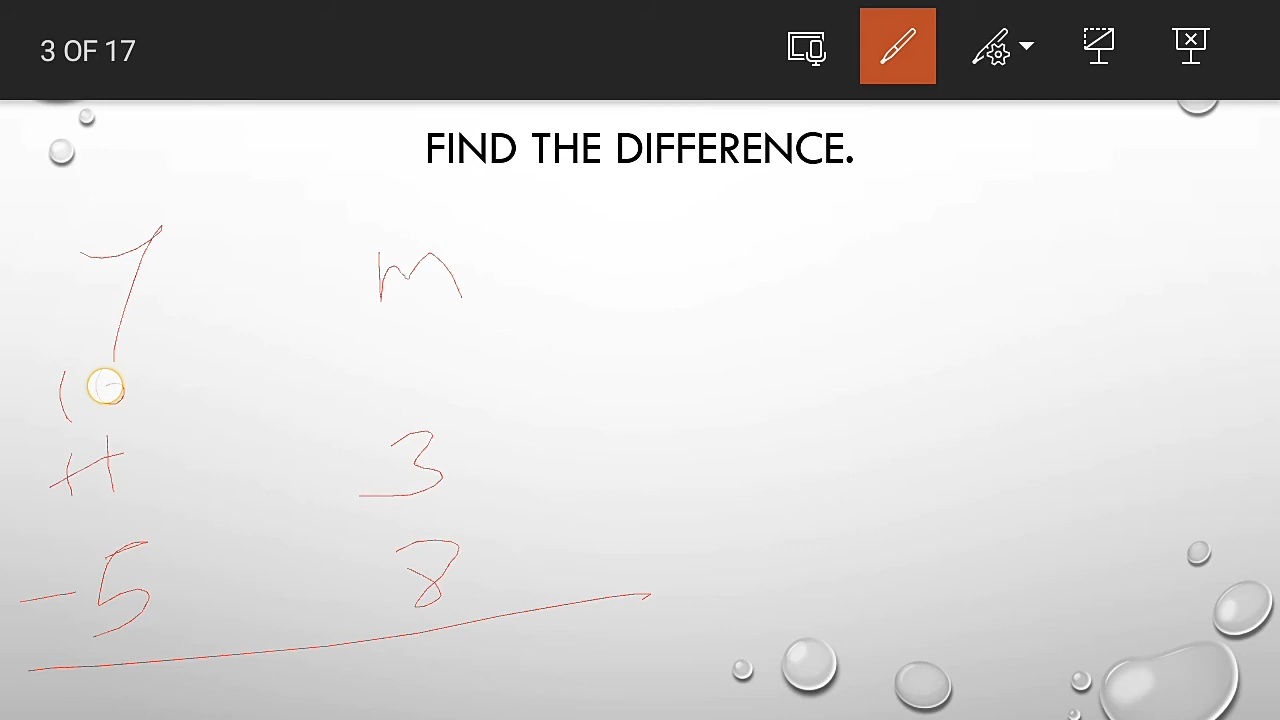 3 OF 17
FIND THE DIFFERENCE.
7 m
3
- 5 8